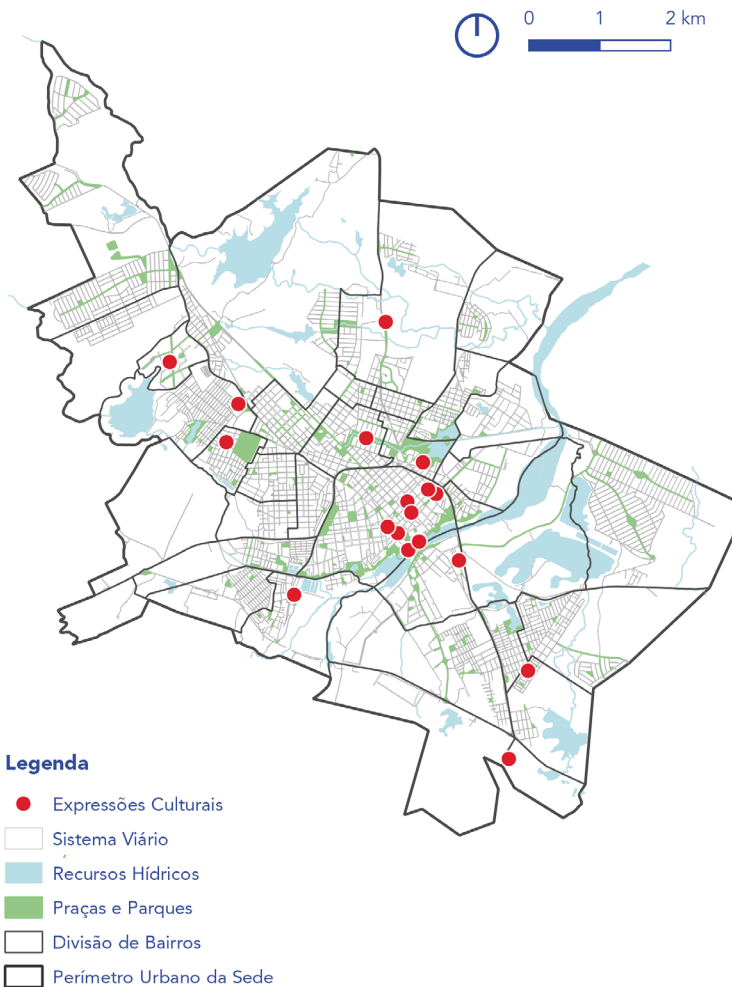 0 1 2 km
Legenda
Expressões Culturais
Sistema Viário
Recursos Hídricos
Praças e Parques
Divisão de Bairros
Perímetro Urbano da Sede